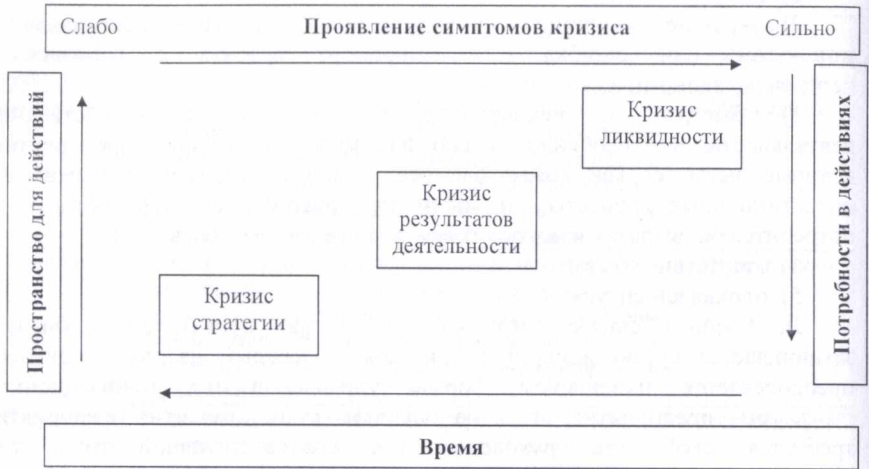 Слабо Проявление симптомов кризиса Сильно
Пространство для действий
Кризис
ликвидности
Кризис
результатов
деятельности
Кризис
стратегии
Потребности в действиях
Время